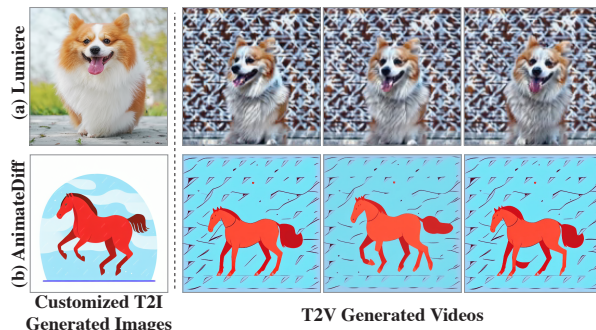 (a) Lumiere
(b) AnimateDiff
Customized T2I
Generated Images
T2V Generated Videos